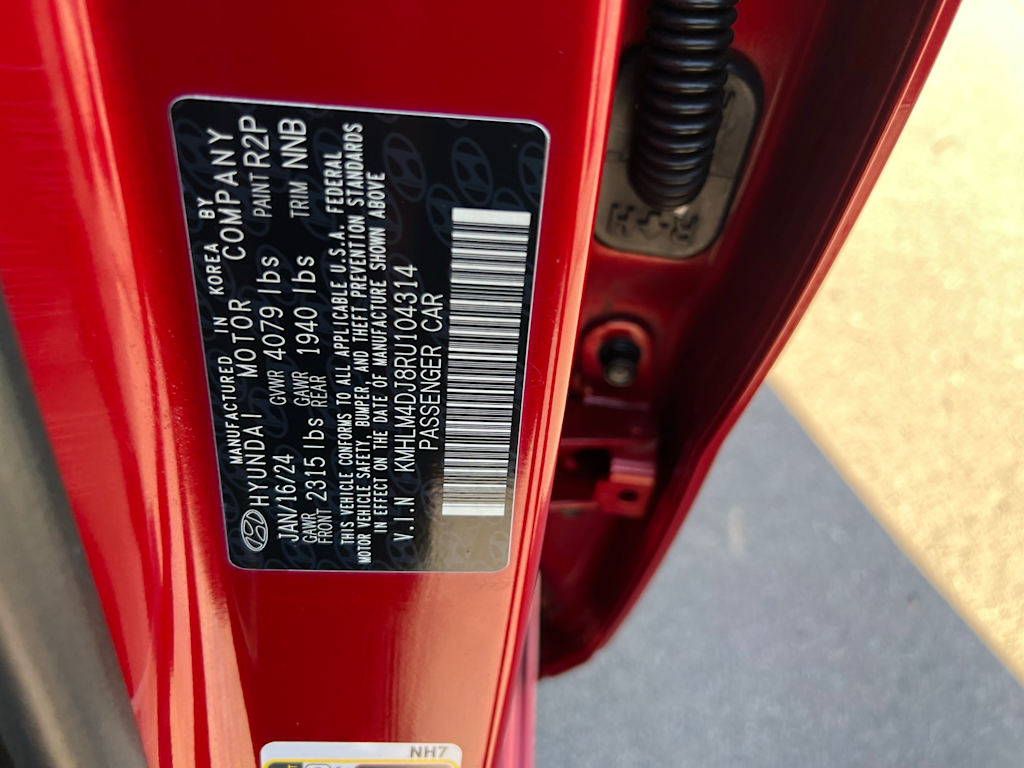 MANUFACTURED IN KOREA BY
HYUNDAI MOTOR COMPANY
JAN/16/24 GVWR 4079 lbs PAINT R2P
GAWR FRONT 2315 lbs GAWR REAR 1940 lbs TRIM NNB
THIS VEHICLE CONFORMS TO ALL APPLICABLE U.S.A. FEDERAL
MOTOR VEHICLE SAFETY, BUMPER, AND THEFT PREVENTION STANDARDS
IN EFFECT ON THE DATE OF MANUFACTURE SHOWN ABOVE
V.I.N KMHLM4DJ8RU104314
PASSENGER CAR
NH7